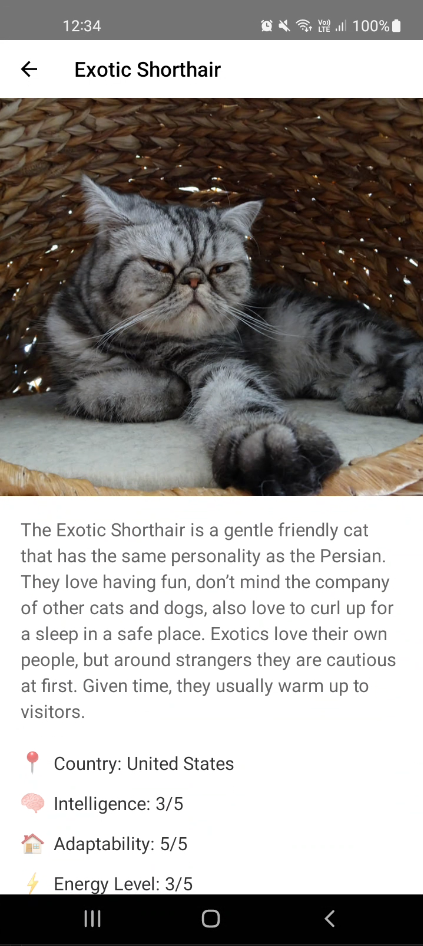 12:34
Vo) LTE 100%
Exotic Shorthair
The Exotic Shorthair is a gentle friendly cat
that has the same personality as the Persian.
They love having fun, don’t mind the company
of other cats and dogs, also love to curl up for
a sleep in a safe place. Exotics love their own
people, but around strangers they are cautious
at first. Given time, they usually warm up to
visitors.
Country: United States
Intelligence: 3/5
Adaptability: 5/5
Energy Level: 3/5